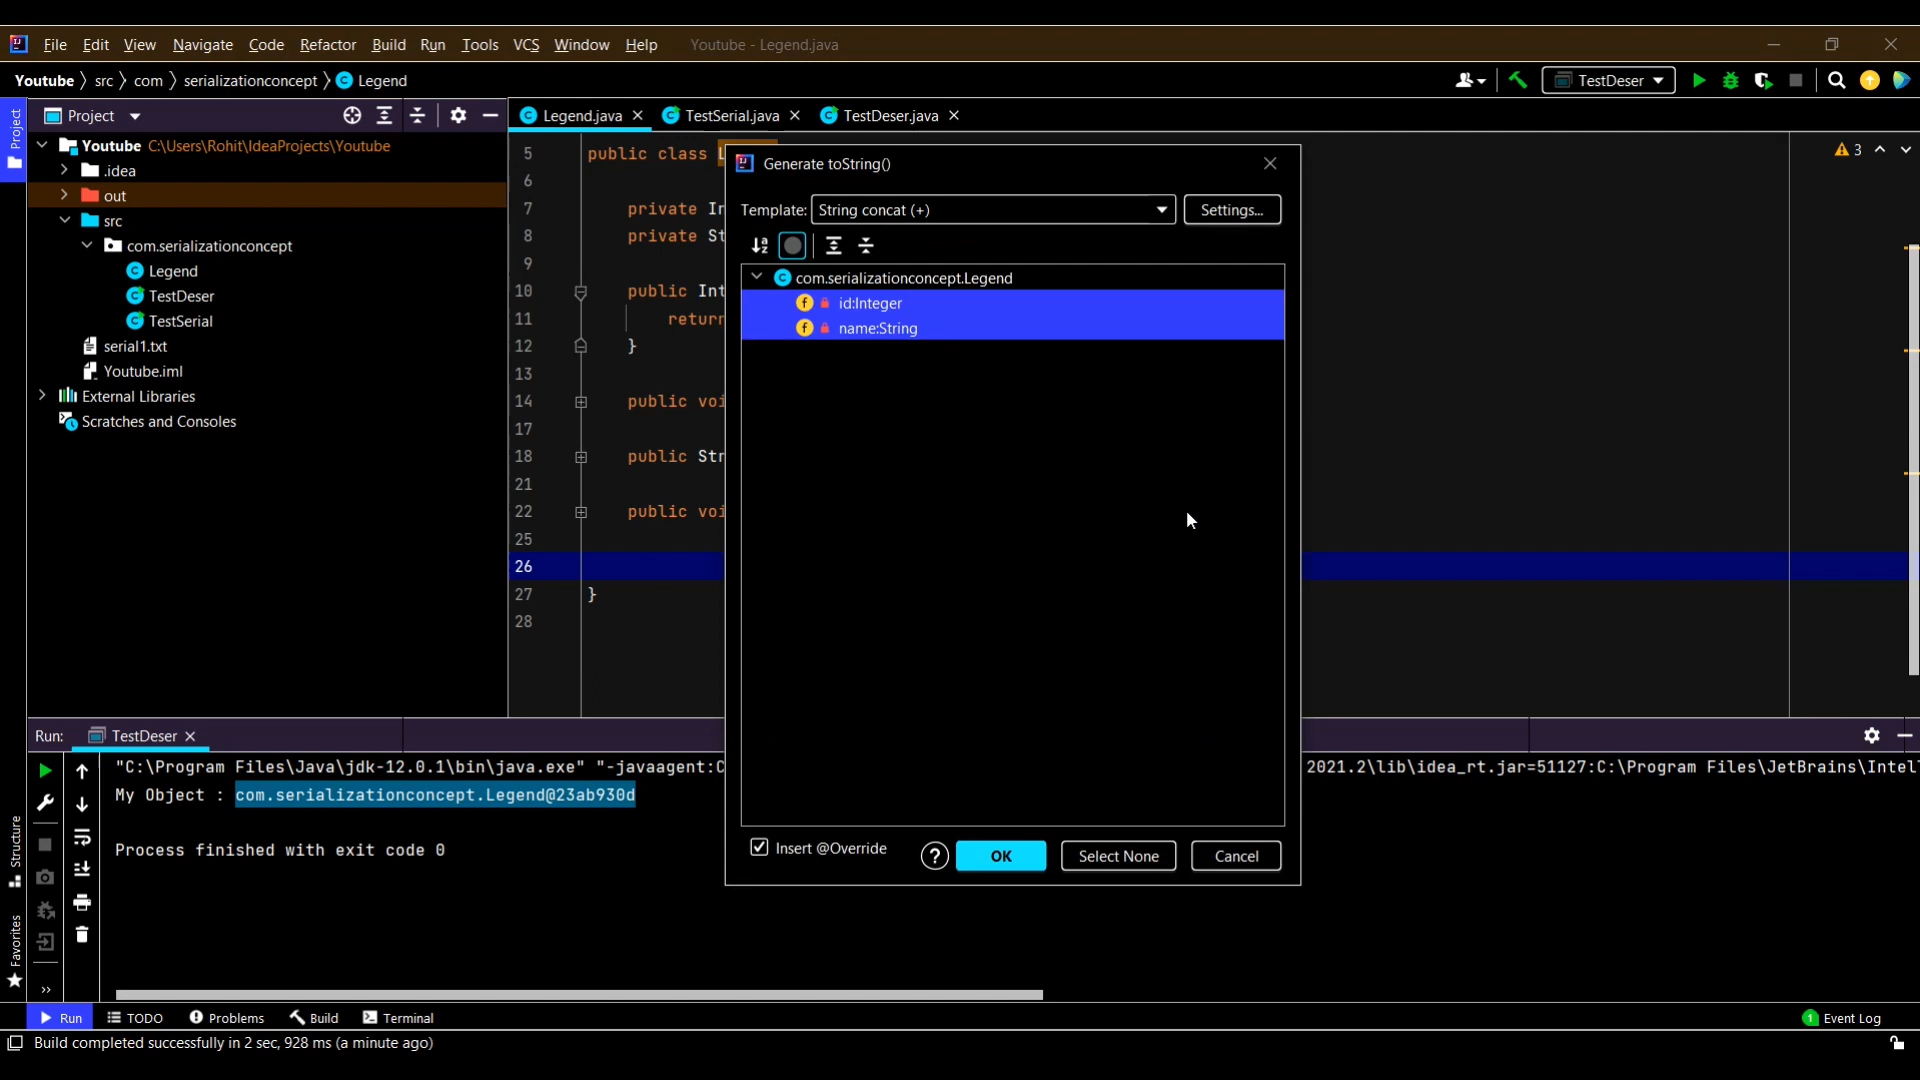 File Edit View Navigate Code Refactor Build Run Tools VCS Window Help Youtube - Legend.java
Youtube src com serializationconcept Legend TestDeser
Project
Project
Legend.java TestSerial.java TestDeser.java
Youtube C:\Users\Rohit\IdeaProjects\Youtube
.idea
out
src
com.serializationconcept
Legend
TestDeser
TestSerial
serial1.txt
Youtube.iml
External Libraries
Scratches and Consoles
5 public class L
6
7 private In
8 private St
9
10 public Int
11 return
12 }
13
14 public voi
17
18 public Str
21
22 public voi
25
26
27 }
28
3
Generate toString()
Template: String concat (+) Settings...
com.serializationconcept.Legend
id:Integer
name:String
Insert @Override ? OK Select None Cancel
Run: TestDeser
"C:\Program Files\Java\jdk-12.0.1\bin\java.exe" "-javaagent:C 2021.2\lib\idea_rt.jar=51127:C:\Program Files\JetBrains\Intel
My Object : com.serializationconcept.Legend@23ab930d
Process finished with exit code 0
Structure
Favorites
Run TODO Problems Build Terminal 1 Event Log
Build completed successfully in 2 sec, 928 ms (a minute ago)